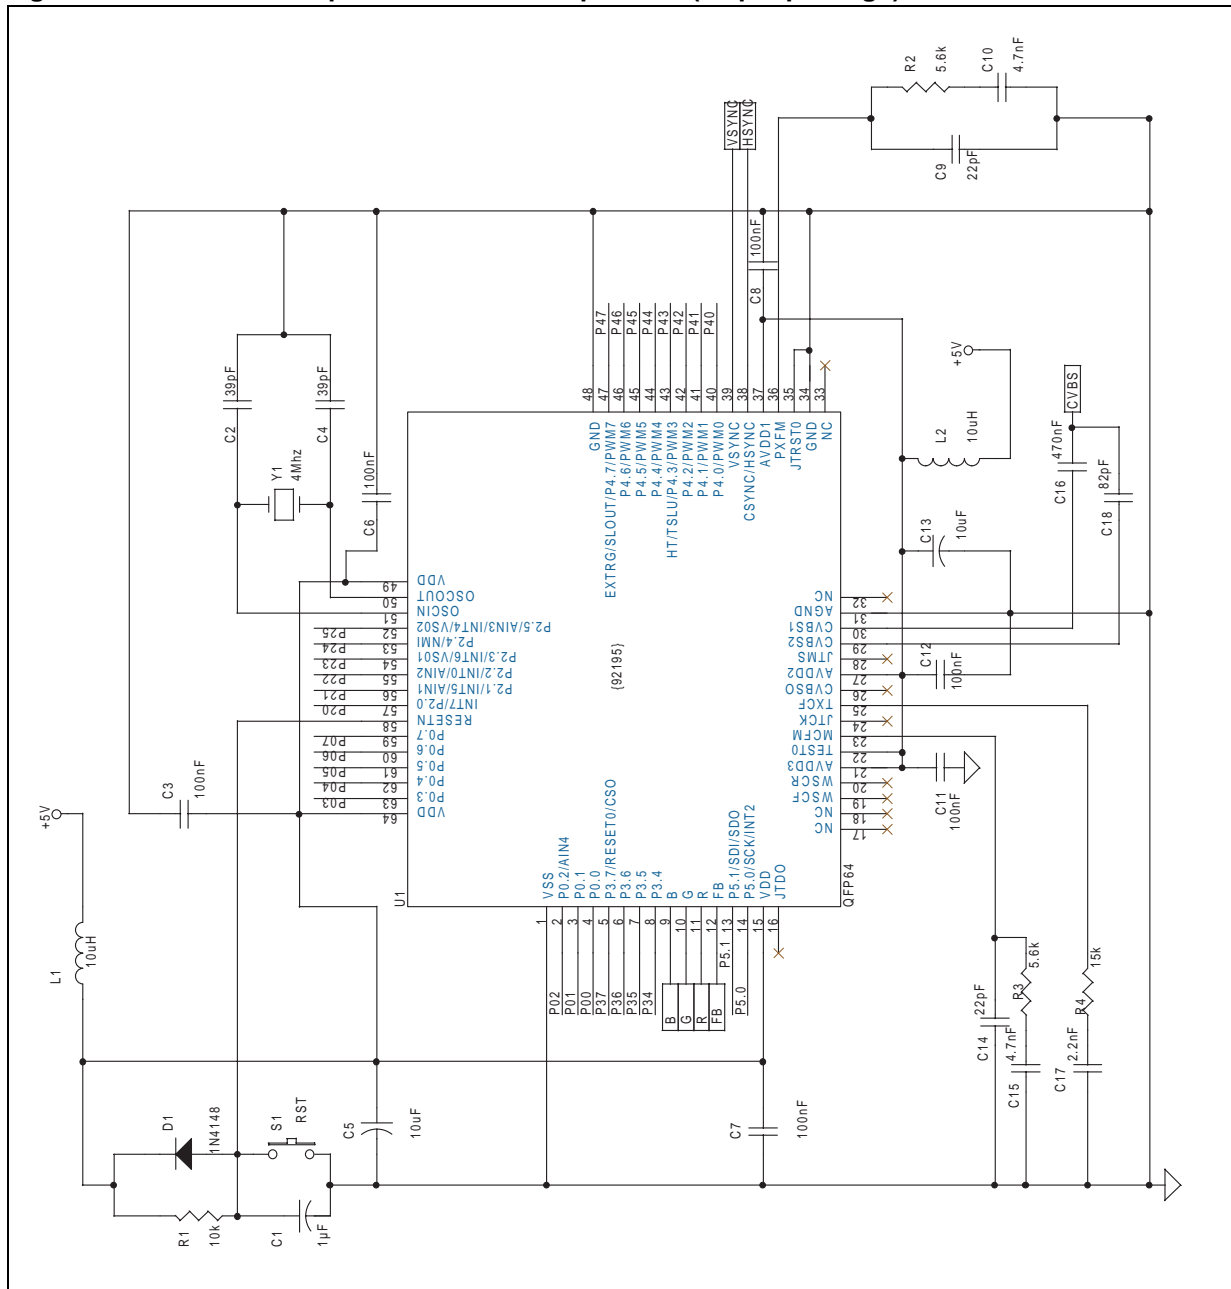 R2
5.6k
C10
4.7nF
C9
22pF
VSYNC
HSYNC
C8
100nF
C2
39pF
C4
39pF
Y1
4Mhz
C6
100nF
P47
P46
P45
P44
P43
P42
P41
P40
48
47
46
45
44
43
42
41
40
39
38
37
36
35
34
33
GND
EXTRG/SLOUT/P4.7/PWM7
P4.6/PWM6
P4.5/PWM5
P4.4/PWM4
HT/TSLU/P4.3/PWM3
P4.2/PWM2
P4.1/PWM1
P4.0/PWM0
VSYNC
CSYNC/HSYNC
AVDD1
PXFM
JTRST0
GND
NC
+5V
L2
10uH
CVBS
C16
470nF
C18
82pF
C13
10uF
C12
100nF
C11
100nF
49
50
51
52
53
54
55
56
57
58
59
60
61
62
63
64
VDD
OSCOUT
OSCIN
P2.5/AIN3/INT4/VS02
P2.4/NMI
P2.3/INT6/VS01
P2.2/INT0/AIN2
P2.1/INT5/AIN1
INT7/P2.0
RESETN
P0.7
P0.6
P0.5
P0.4
P0.3
VDD
P25
P24
P23
P22
P21
P20
P07
P06
P05
P04
P03
{92195}
NC
AGND
CVBS1
CVBS2
JTMS
AVDD2
CVBSO
TXCF
JTCK
MCFM
TEST0
AVDD3
WSCR
WSCF
NC
NC
32
31
30
29
28
27
26
25
24
23
22
21
20
19
18
17
C3
100nF
+5V
L1
10uH
U1
QFP64
VSS
P0.2/AIN4
P0.1
P0.0
P3.7/RESET0/CSO
P3.6
P3.5
P3.4
B
G
R
FB
P5.1/SDI/SDO
P5.0/SCK/INT2
VDD
JTDO
1
2
3
4
5
6
7
8
9
10
11
12
13
14
15
16
P02
P01
P00
P37
P36
P35
P34
B
G
R
FB
P5.1
P5.0
C14
22pF
R3
5.6k
C15
4.7nF
R4
15k
C17
2.2nF
D1
1N4148
S1
RST
R1
10k
C1
1µF
C5
10uF
C7
100nF